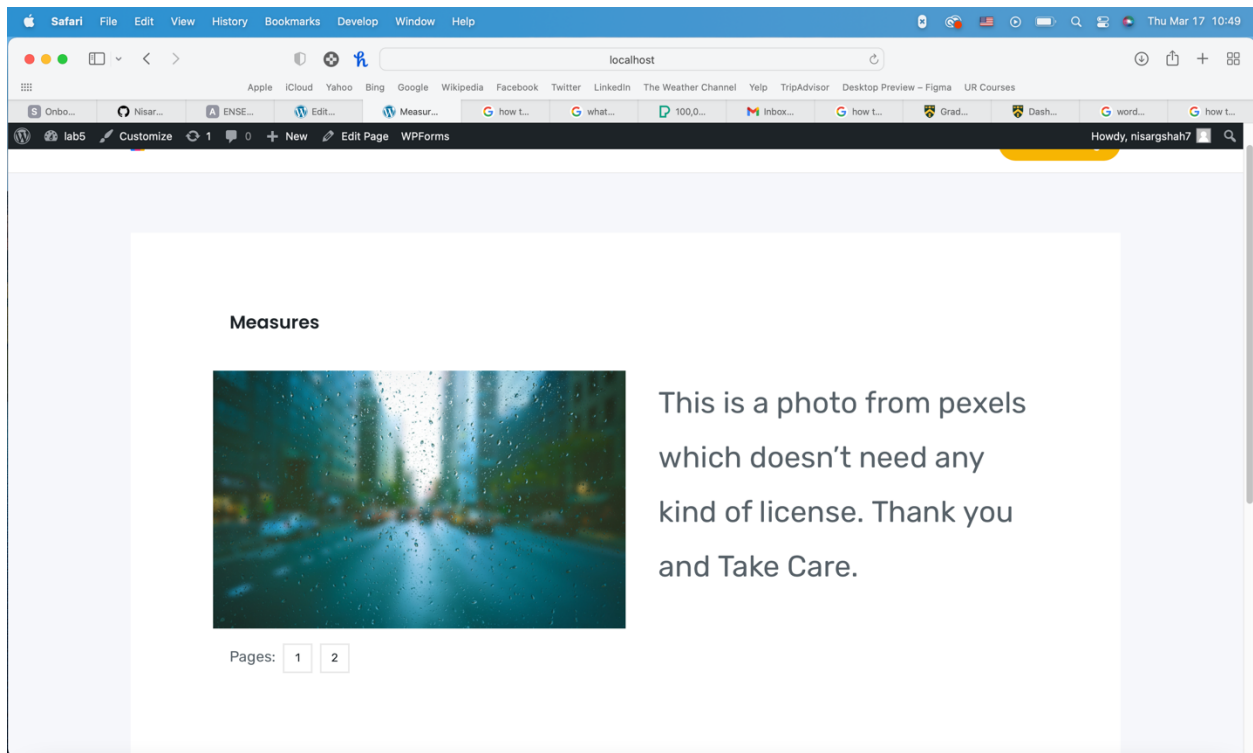 Safari File Edit View History Bookmarks Develop Window Help Thu Mar 17 10:49
localhost
Apple iCloud Yahoo Bing Google Wikipedia Facebook Twitter LinkedIn The Weather Channel Yelp TripAdvisor Desktop Preview – Figma UR Courses
S Onbo... Nisar... A ENSE... Edit... Measur... how t... what... 100,0... Inbox... how t... Grad... Dash... word... how t...
lab5 Customize 1 0 New Edit Page WPForms Howdy, nisargshah7
Measures
This is a photo from pexels
which doesn’t need any
kind of license. Thank you
and Take Care.
Pages: 1 2